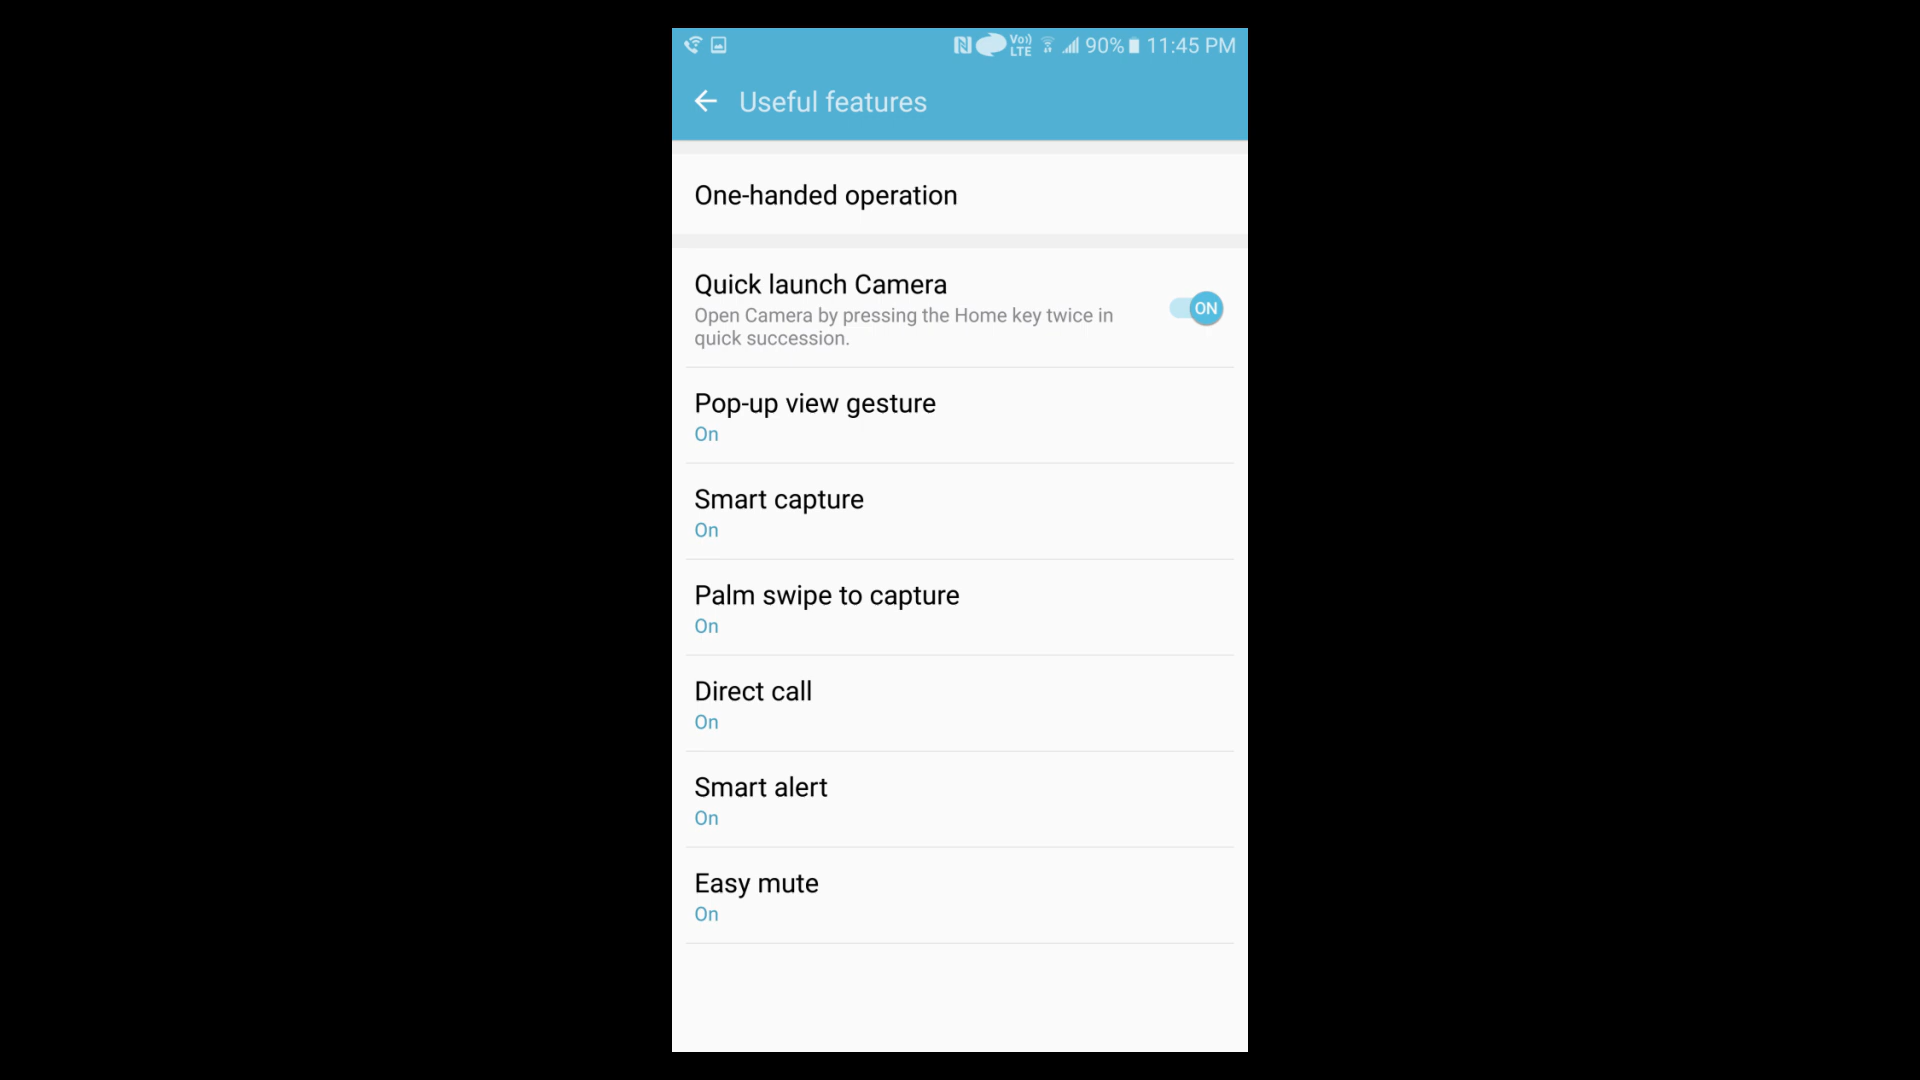 Vo))
LTE
90%
11:45 PM
Useful features
One-handed operation
Quick launch Camera
Open Camera by pressing the Home key twice in
quick succession.
ON
Pop-up view gesture
On
Smart capture
On
Palm swipe to capture
On
Direct call
On
Smart alert
On
Easy mute
On